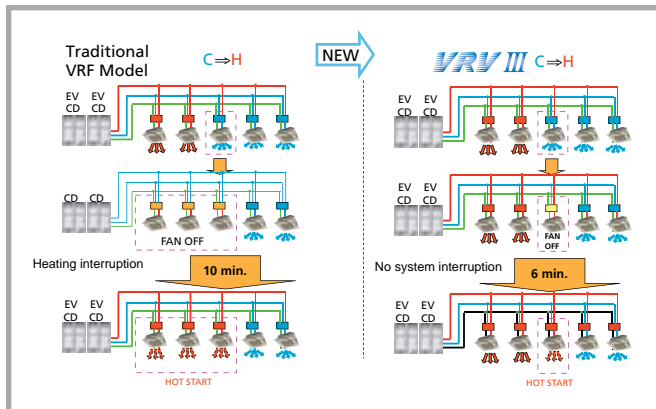 Traditional
VRF Model
C⇒H
EV EV
CD CD
FAN OFF
CD CD
Heating interruption
10 min.
EV EV
CD CD
HOT START
NEW
VRV III C⇒H
EV EV
CD CD
EV EV
CD CD
FAN
OFF
No system interruption
6 min.
EV EV
CD CD
HOT START